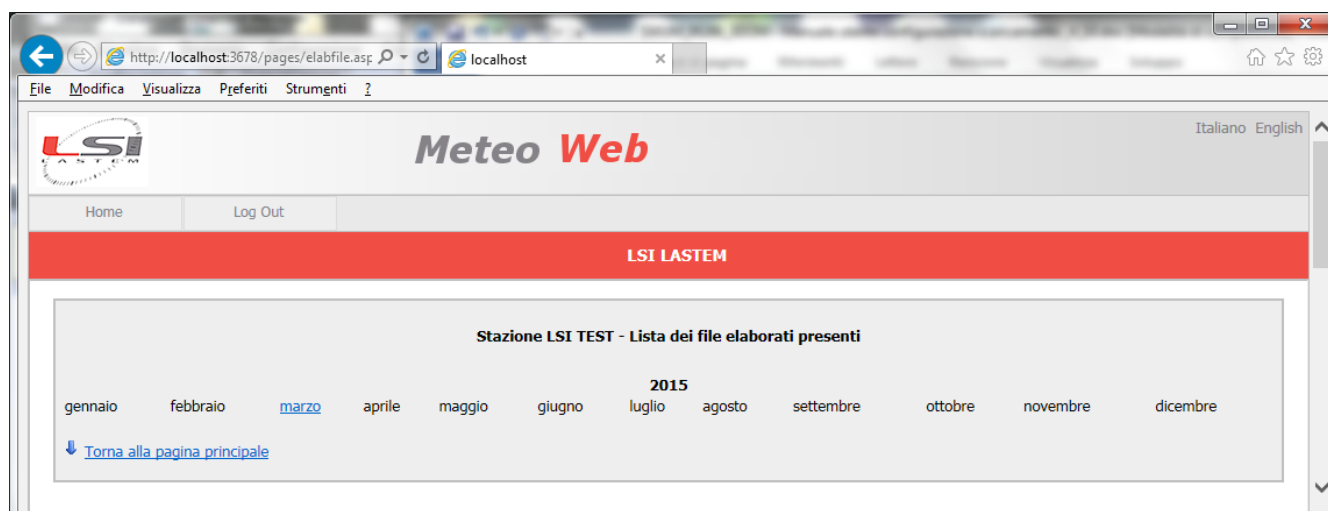 http://localhost:3678/pages/elabfile.asp
localhost
File Modifica Visualizza Preferiti Strumenti ?
LSI
LASTEM
Meteo Web
Italiano English
Home Log Out
LSI LASTEM
Stazione LSI TEST - Lista dei file elaborati presenti
2015
gennaio febbraio marzo aprile maggio giugno luglio agosto settembre ottobre novembre dicembre
Torna alla pagina principale